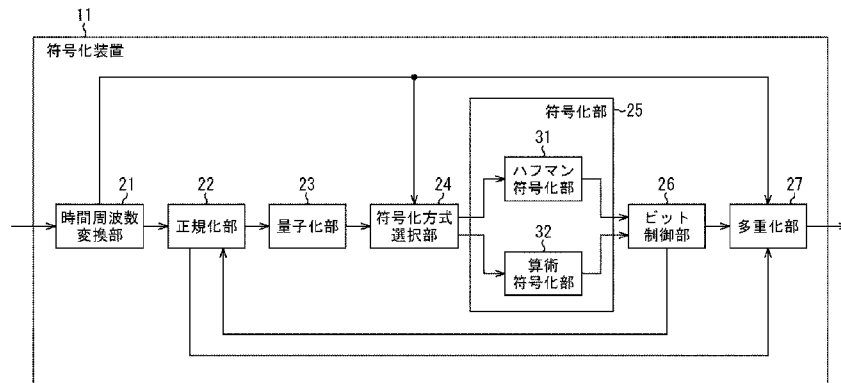 11
符号化装置
符号化部
25
31
ハフマン
符号化部
21
時間周波数
変換部
22
正規化部
23
量子化部
24
符号化方式
選択部
32
算術
符号化部
26
ビット
制御部
27
多重化部